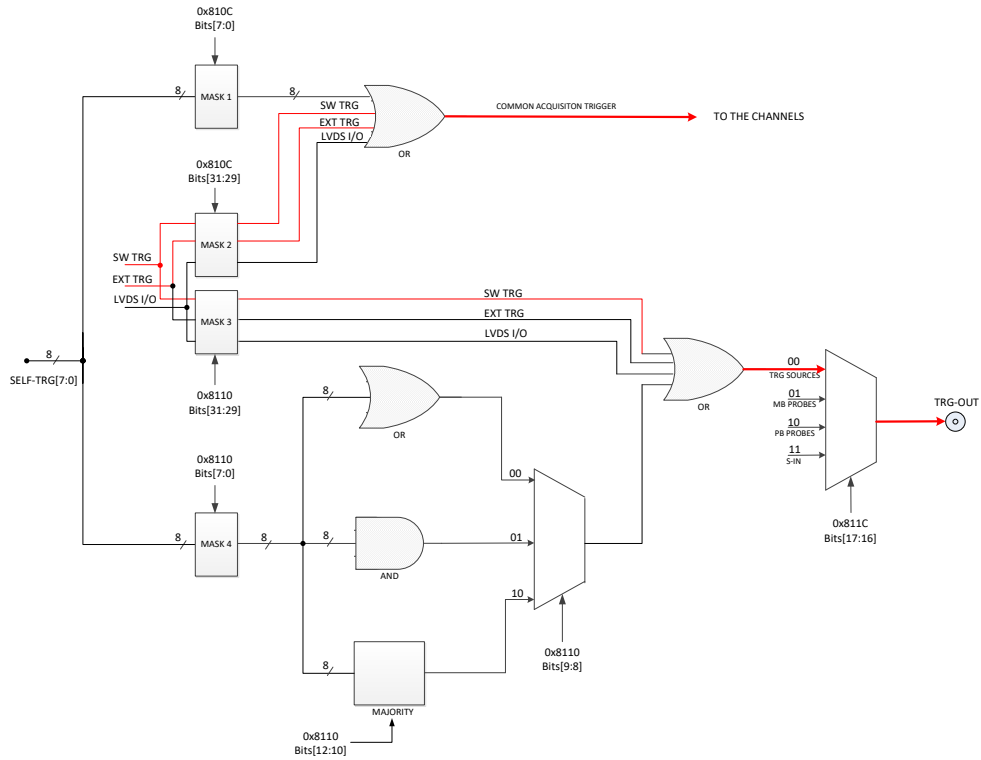 0x810C
Bits[7:0]
8
MASK 1
8
SW TRG
EXT TRG
LVDS I/O
OR
COMMON ACQUISITON TRIGGER
TO THE CHANNELS
0x810C
Bits[31:29]
MASK 2
SW TRG
EXT TRG
LVDS I/O
MASK 3
SW TRG
EXT TRG
LVDS I/O
0x8110
[31:29]
8
SELF-TRG[7:0]
OR
00
TRG SOURCES
01
MB PROBES
10
PB PROBES
11
S-IN
TRG-OUT
0x811C
Bits[17:16]
8
OR
00
0x8110
Bits[7:0]
8
MASK 4
8
8
AND
01
10
0x8110
Bits[9:8]
8
MAJORITY
0x8110
Bits[12:10]